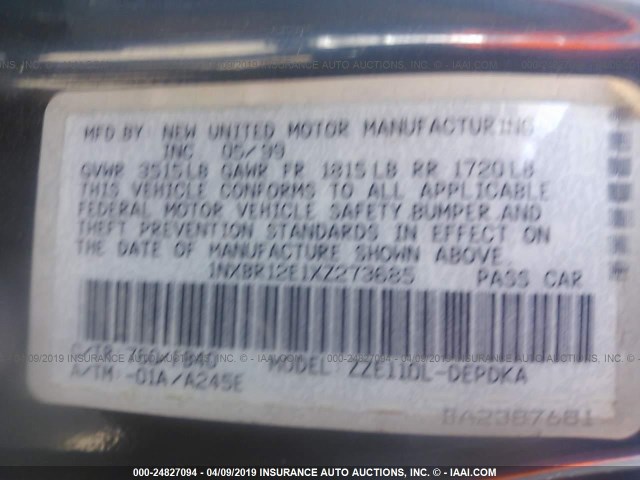 MFD BY: NEW UNITED MOTOR MANUFACTURING
INC 05/99
GVWR 3515LB GAWR FR 1815LB RR 1720LB
THIS VEHICLE CONFORMS TO ALL APPLICABLE
FEDERAL MOTOR VEHICLE SAFETY, BUMPER, AND
THEFT PREVENTION STANDARDS IN EFFECT ON
THE DATE OF MANUFACTURE SHOWN ABOVE.
1NXBR12E1XZ273685 PASS CAR
C/TR: MODEL ZZE110L-DEPDKA
A/TM: -01A/A245E
NA2387681
000-24827094 - 04/09/2019 - INSURANCE AUTO AUCTIONS, INC. - IAAI.COM